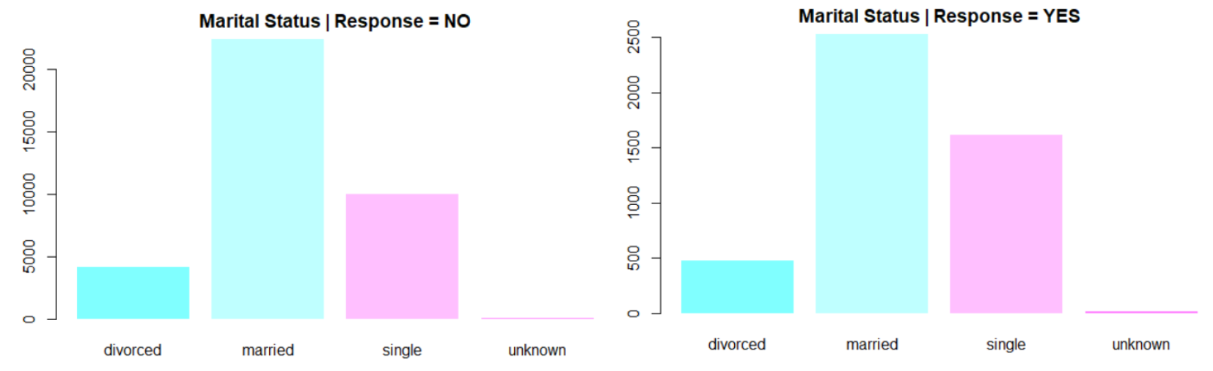 Marital Status | Response = NO
20000
15000
10000
5000
0
divorced married single unknown
Marital Status | Response = YES
2500
2000
1500
1000
500
0
divorced married single unknown